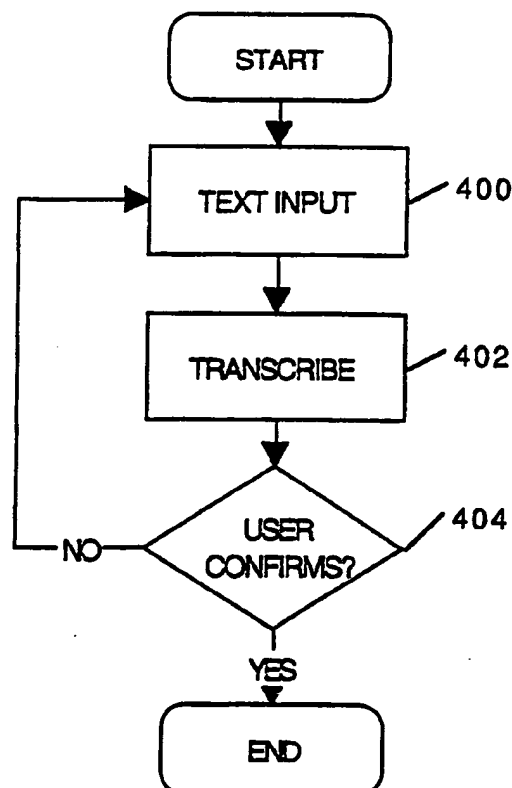 START
TEXT INPUT
400
TRANSCRIBE
402
USER
CONFIRMS?
404
NO
YES
END